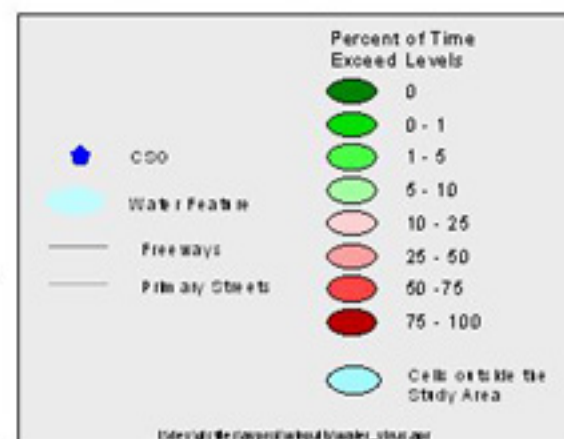 Percent of Time
Exceed Levels
0
0 - 1
1 - 5
5 - 10
10 - 25
25 - 50
50 -75
75 - 100
Cells outside the
Study Area
CSO
Water Feature
Freeways
Primary Streets